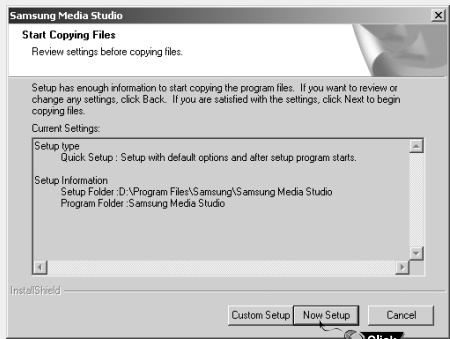 Samsung Media Studio
Start Copying Files
Review settings before copying files.
Setup has enough information to start copying the program files. If you want to review or
change any settings, click Back. If you are satisfied with the settings, click Next to begin
copying files.
Current Settings:
Setup type
Quick Setup : Setup with default options and after setup program starts.
Setup Information
Setup Folder :D:\Program Files\Samsung\Samsung Media Studio
Program Folder :Samsung Media Studio
InstallShield
Custom Setup Now Setup Cancel
Click